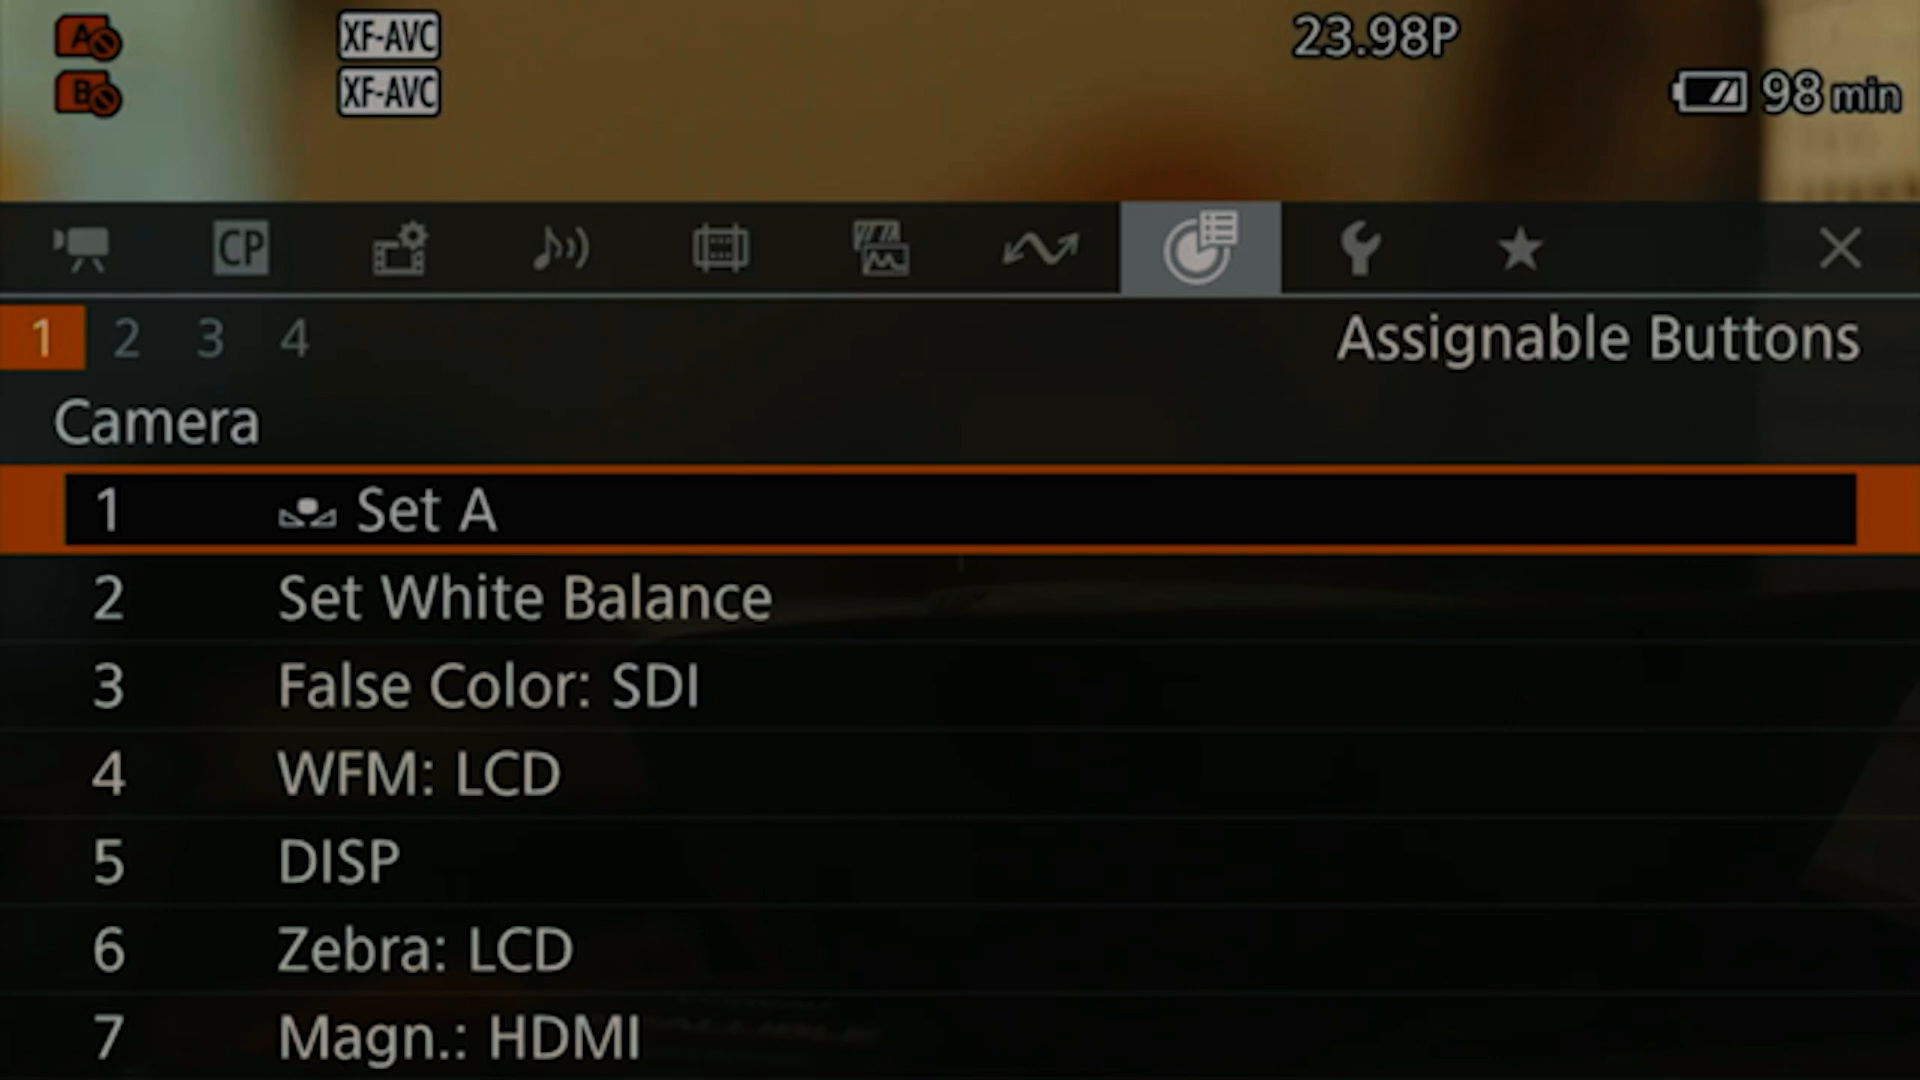 A XF-AVC 23.98P
B XF-AVC 98 min
CP
1 2 3 4 Assignable Buttons
Camera
1 Set A
2 Set White Balance
3 False Color: SDI
4 WFM: LCD
5 DISP
6 Zebra: LCD
7 Magn.: HDMI